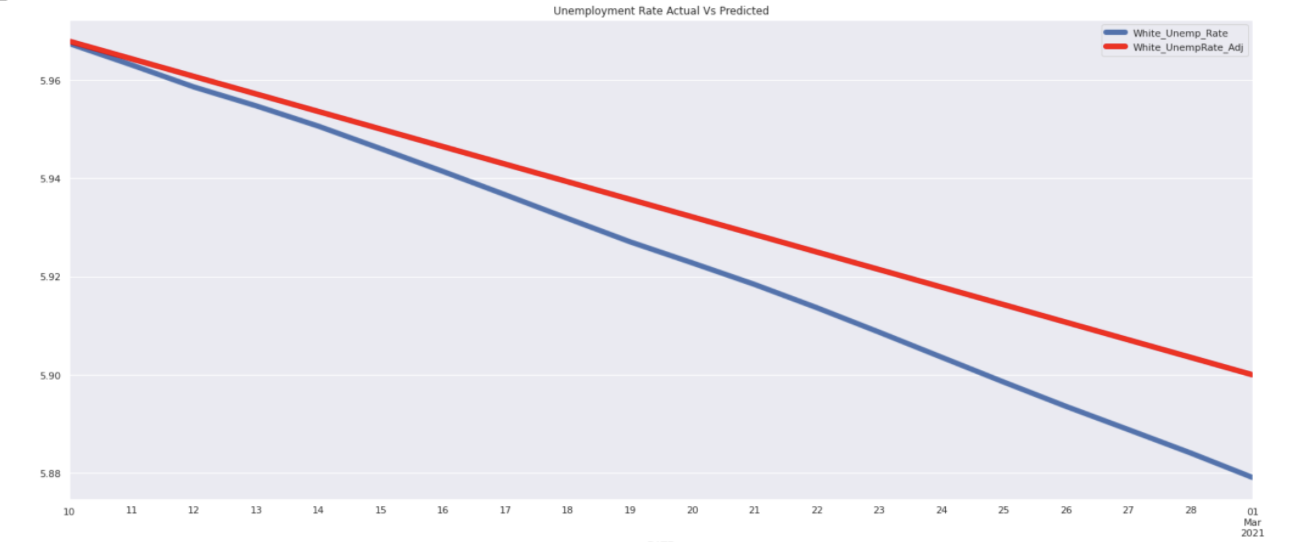 Unemployment Rate Actual Vs Predicted
White_Unemp_Rate
White_UnempRate_Adj
5.96
5.94
5.92
5.90
5.88
10 11 12 13 14 15 16 17 18 19 20 21 22 23 24 25 26 27 28 01
Mar
2021